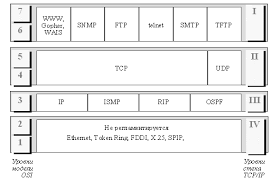 7
6
WWW,
Gopher,
WAIS
SNMP
FTP
telnet
SMTP
TFTP
I
5
4
TCP
UDP
II
3
IP
ISMP
RIP
OSPF
III
2
1
Не регламентируется
Ethernet, Token Ring, FDDI, X.25, SPIP,
IV
Уровни
модели
OSI
Уровни
стека
TCP/IP